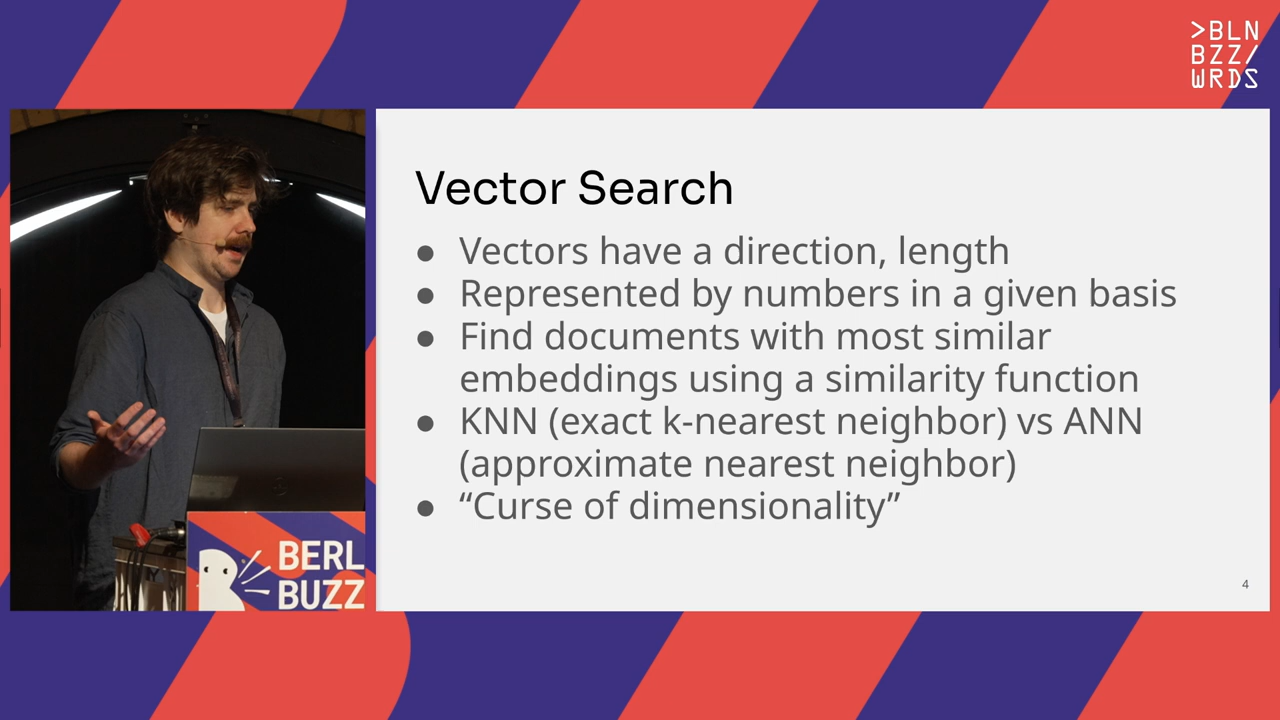 >BLN
BZZ/
WRDS
Vector Search
● Vectors have a direction, length
● Represented by numbers in a given basis
● Find documents with most similar
embeddings using a similarity function
● KNN (exact k-nearest neighbor) vs ANN
(approximate nearest neighbor)
● “Curse of dimensionality”
4
BERL
BUZZ